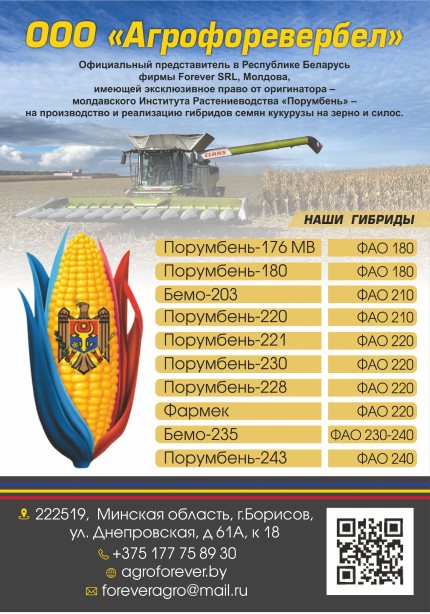 ООО «Агрофоревербел»
Официальный представитель в Республике Беларусь
фирмы Forever SRL, Молдова,
имеющей эксклюзивное право от оригинатора –
молдавского Института Растениеводства «Порумбень» –
на производство и реализацию гибридов семян кукурузы на зерно и силос.
CLAAS
НАШИ ГИБРИДЫ
Порумбень-176 МВ ФАО 180
Порумбень-180 ФАО 180
Бемо-203 ФАО 210
Порумбень-220 ФАО 210
Порумбень-221 ФАО 220
Порумбень-230 ФАО 220
Порумбень-228 ФАО 220
Фармек ФАО 220
Бемо-235 ФАО 230-240
Порумбень-243 ФАО 240
222519, Минская область, г.Борисов,
ул. Днепровская, д 61А, к 18
+375 177 75 89 30
agroforever.by
foreveragro@mail.ru